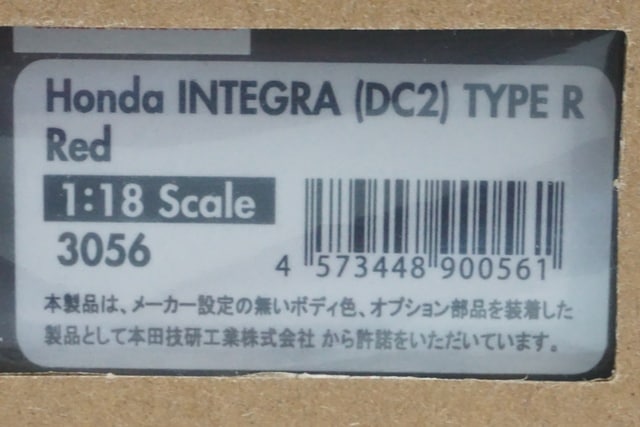 Honda INTEGRA (DC2) TYPE R
Red
1:18 Scale
3056
4 573448 900561
本製品は、メーカー設定の無いボディ色、オプション部品を装着した
製品として本田技研工業株式会社 から許諾をいただいています。